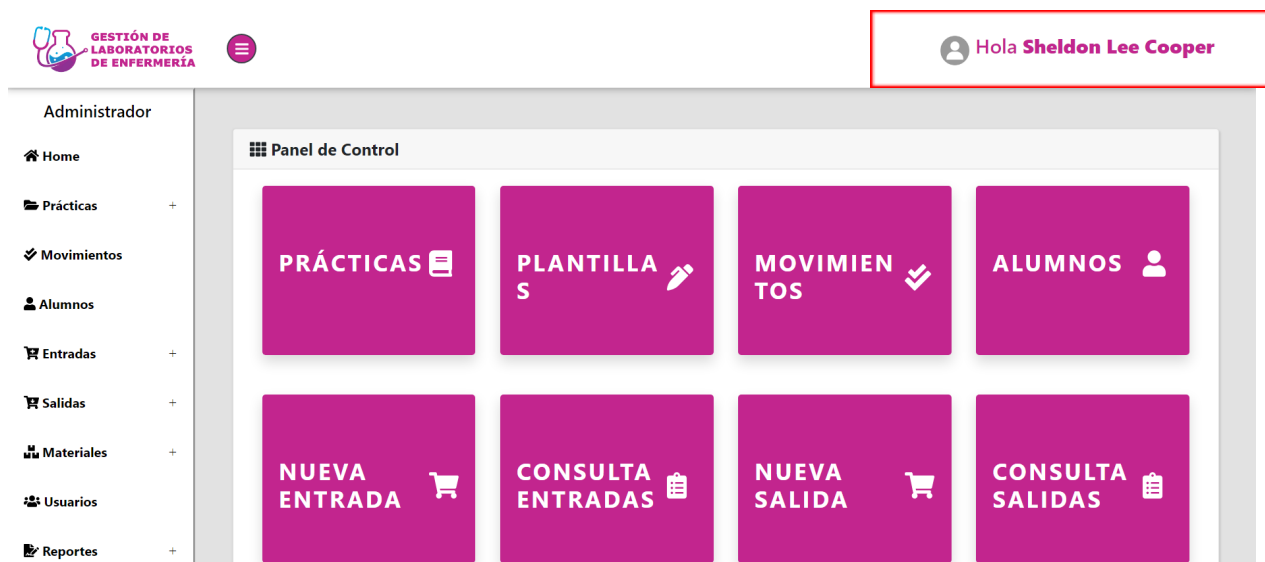 GESTIÓN DE
LABORATORIOS
DE ENFERMERÍA
Hola Sheldon Lee Cooper
Administrador
Home
Prácticas +
Movimientos
Alumnos
Entradas +
Salidas +
Materiales +
Usuarios
Reportes +
Panel de Control
PRÁCTICAS
PLANTILLA
S
MOVIMIEN
TOS
ALUMNOS
NUEVA
ENTRADA
CONSULTA
ENTRADAS
NUEVA
SALIDA
CONSULTA
SALIDAS